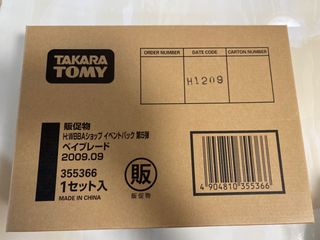 TAKARA
TOMY
ORDER NUMBER DATE CODE CARTON NUMBER
H1209
販促物
H:WBBAショップ イベントパック 第5弾
ベイブレード
2009.09
355366
1セット入
MADE IN CHINA
販
販促物
4 904810 355366